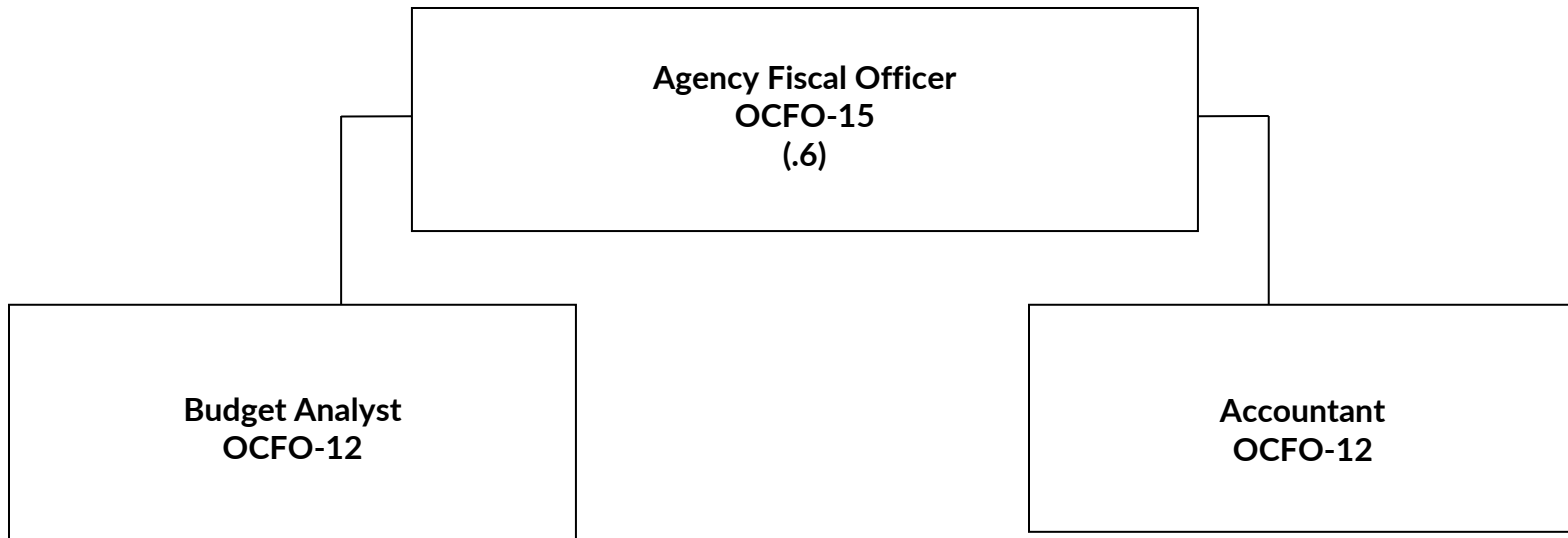 Agency Fiscal Officer
OCFO-15
(.6)
Budget Analyst
OCFO-12
Accountant
OCFO-12